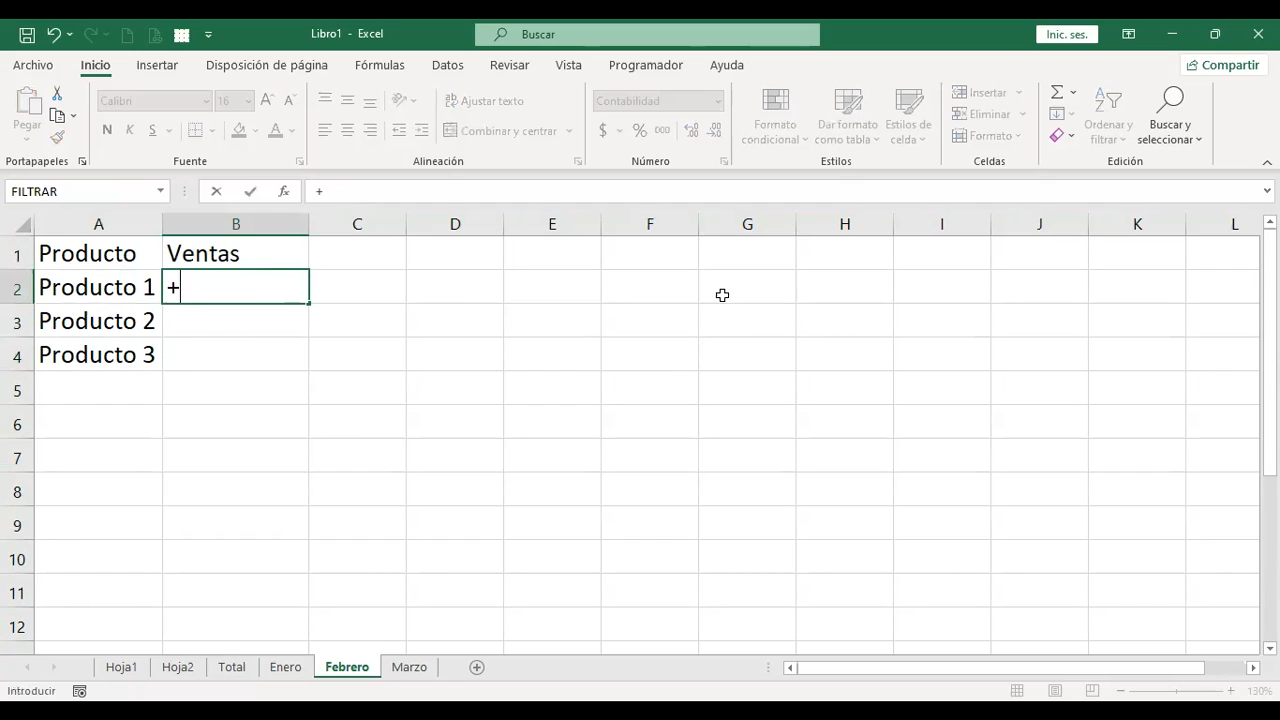 Libro1 - Excel
Buscar
Inic. ses.
Archivo
Inicio
Insertar
Disposición de página
Fórmulas
Datos
Revisar
Vista
Programador
Ayuda
Compartir
Pegar
Calibri
16
N
K
S
Ajustar texto
Combinar y centrar
Contabilidad
$ % 000
Formato condicional
Dar formato como tabla
Estilos de celda
Insertar
Eliminar
Formato
Ordenar y filtrar
Buscar y seleccionar
Portapapeles
Fuente
Alineación
Número
Estilos
Celdas
Edición
FILTRAR
fx
+
A B C D E F G H I J K L
1 Producto Ventas
2 Producto 1 +
3 Producto 2
4 Producto 3
5
6
7
8
9
10
11
12
Hoja1
Hoja2
Total
Enero
Febrero
Marzo
Introducir
130%